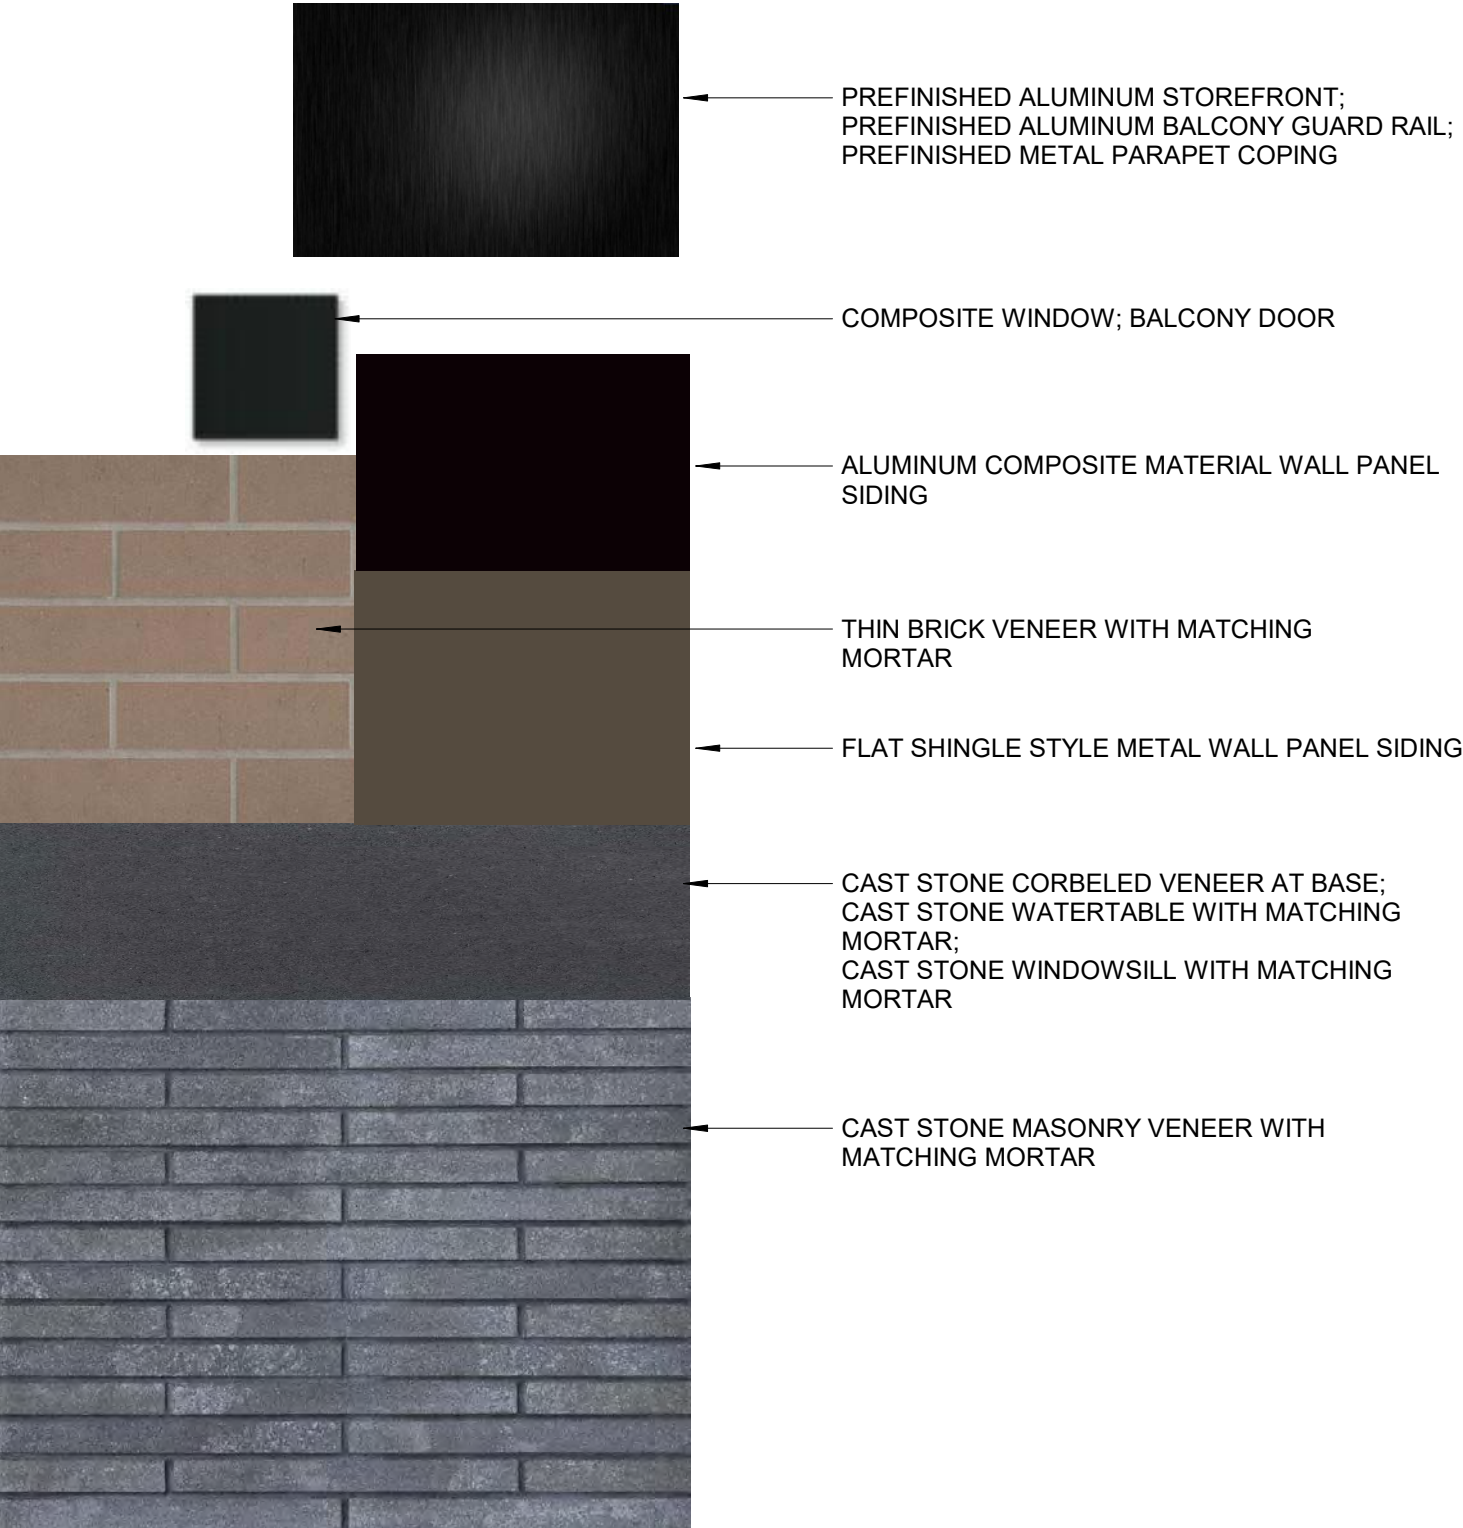 PREFINISHED ALUMINUM STOREFRONT;
PREFINISHED ALUMINUM BALCONY GUARD RAIL;
PREFINISHED METAL PARAPET COPING
COMPOSITE WINDOW; BALCONY DOOR
ALUMINUM COMPOSITE MATERIAL WALL PANEL
SIDING
THIN BRICK VENEER WITH MATCHING
MORTAR
FLAT SHINGLE STYLE METAL WALL PANEL SIDING
CAST STONE CORBELED VENEER AT BASE;
CAST STONE WATERTABLE WITH MATCHING
MORTAR;
CAST STONE WINDOWSILL WITH MATCHING
MORTAR
CAST STONE MASONRY VENEER WITH
MATCHING MORTAR